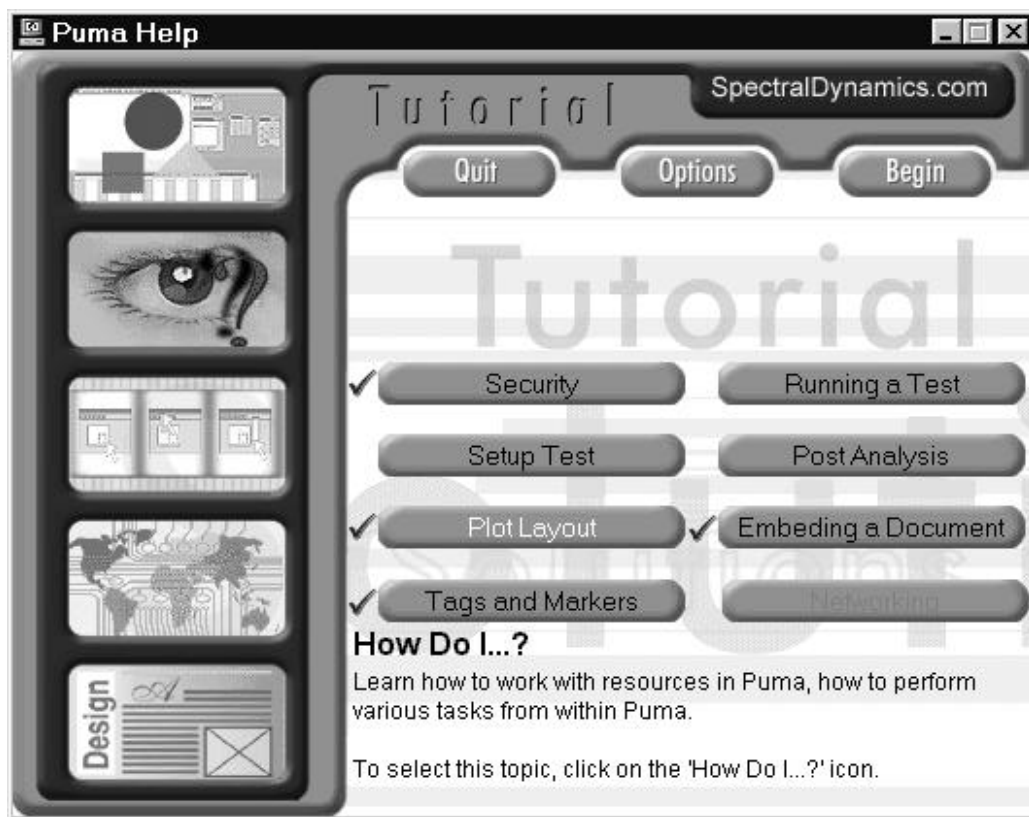 Puma Help
Tutorial
SpectralDynamics.com
Quit
Options
Begin
Tutorial
Security
Running a Test
Setup Test
Post Analysis
Plot Layout
Embeding a Document
Tags and Markers
Networking
Solutions
How Do I...?
Learn how to work with resources in Puma, how to perform
various tasks from within Puma.
To select this topic, click on the 'How Do I...?' icon.
Design
A